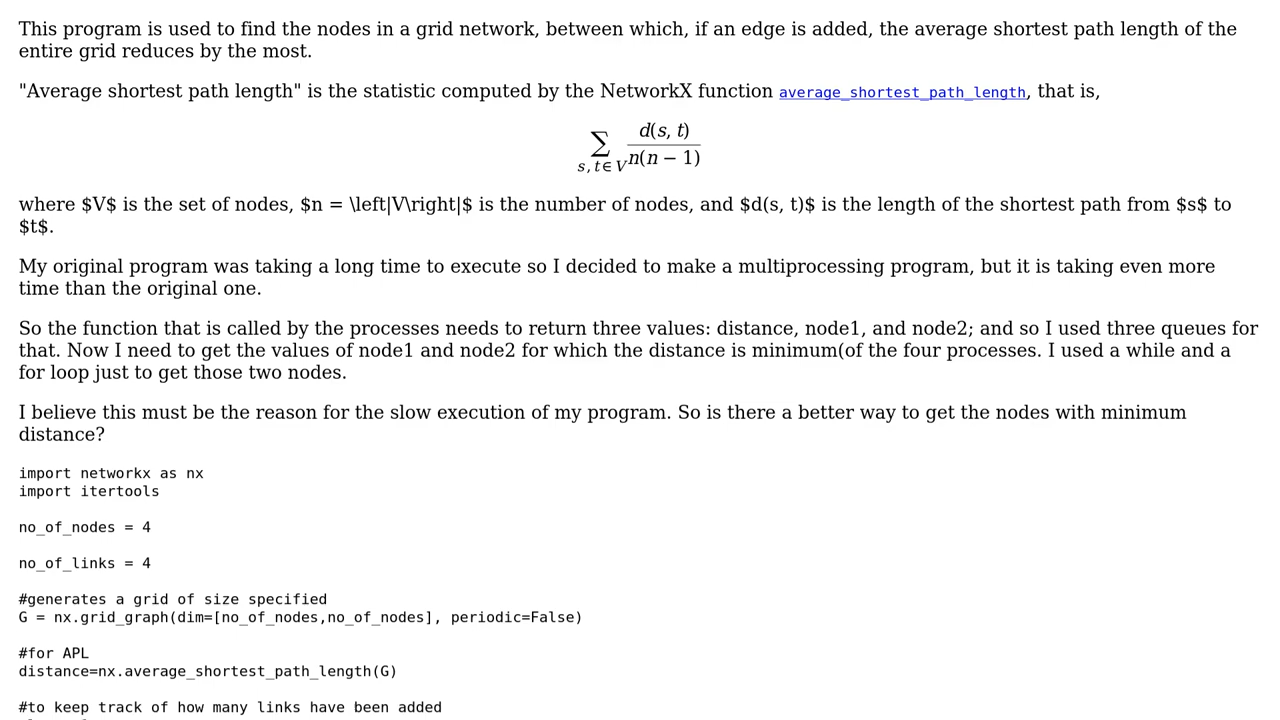 This program is used to find the nodes in a grid network, between which, if an edge is added, the average shortest path length of the
entire grid reduces by the most.
"Average shortest path length" is the statistic computed by the NetworkX function average_shortest_path_length, that is,
∑ s,t∈V d(s, t) / n(n − 1)
where $V$ is the set of nodes, $n = \left|V\right|$ is the number of nodes, and $d(s, t)$ is the length of the shortest path from $s$ to
$t$.
My original program was taking a long time to execute so I decided to make a multiprocessing program, but it is taking even more
time than the original one.
So the function that is called by the processes needs to return three values: distance, node1, and node2; and so I used three queues for
that. Now I need to get the values of node1 and node2 for which the distance is minimum(of the four processes. I used a while and a
for loop just to get those two nodes.
I believe this must be the reason for the slow execution of my program. So is there a better way to get the nodes with minimum
distance?
import networkx as nx
import itertools
no_of_nodes = 4
no_of_links = 4
#generates a grid of size specified
G = nx.grid_graph(dim=[no_of_nodes,no_of_nodes], periodic=False)
#for APL
distance=nx.average_shortest_path_length(G)
#to keep track of how many links have been added